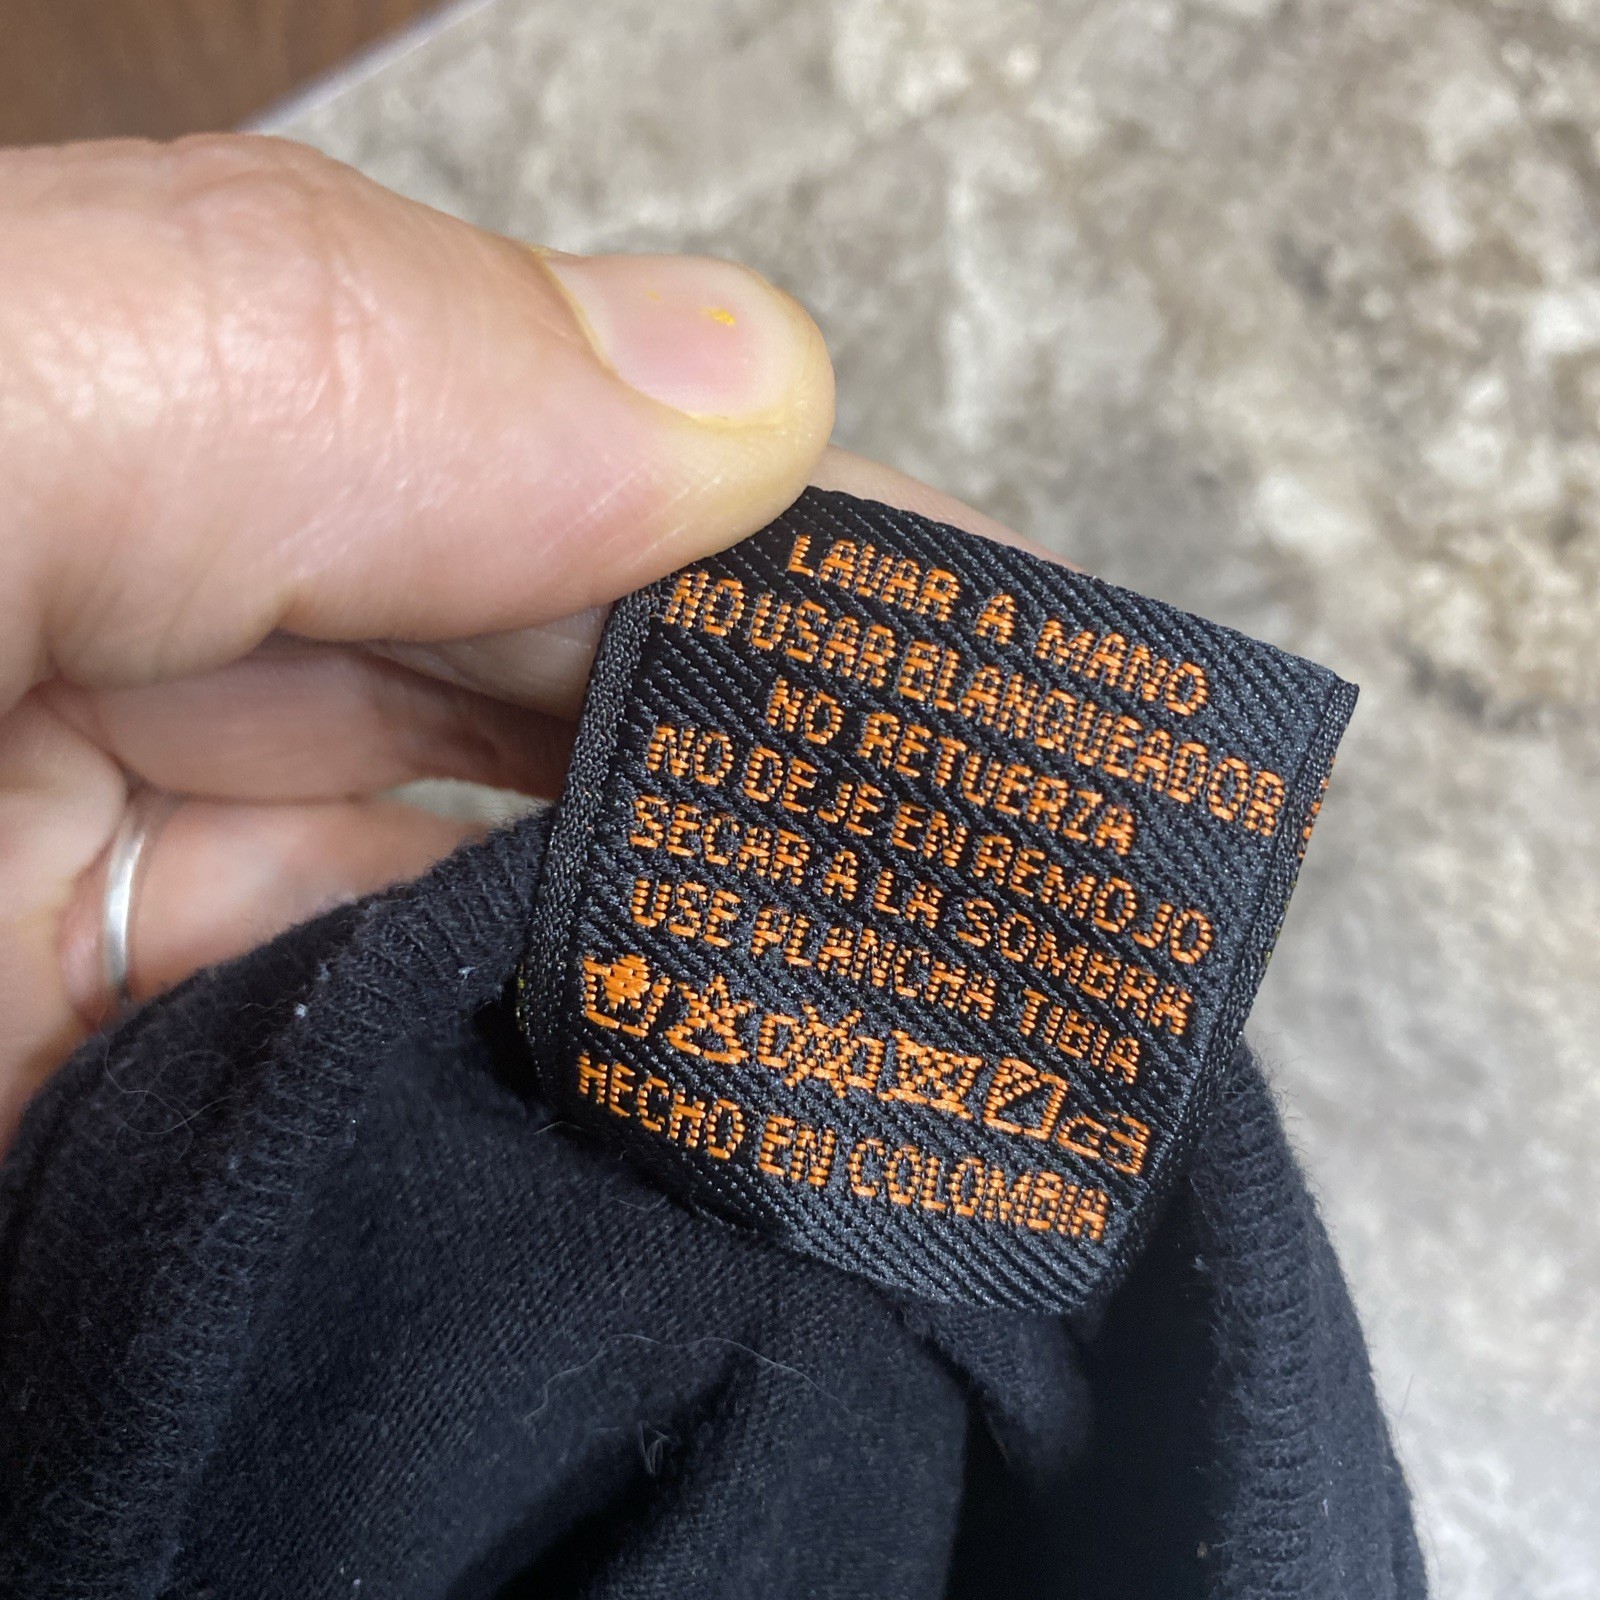 LAVAR A MANO
NO USAR BLANQUEADOR
NO RETUERZA
NO DEJE EN REMOJO
SECAR A LA SOMBRA
USE PLANCHA TIBIA
HECHO EN COLOMBIA